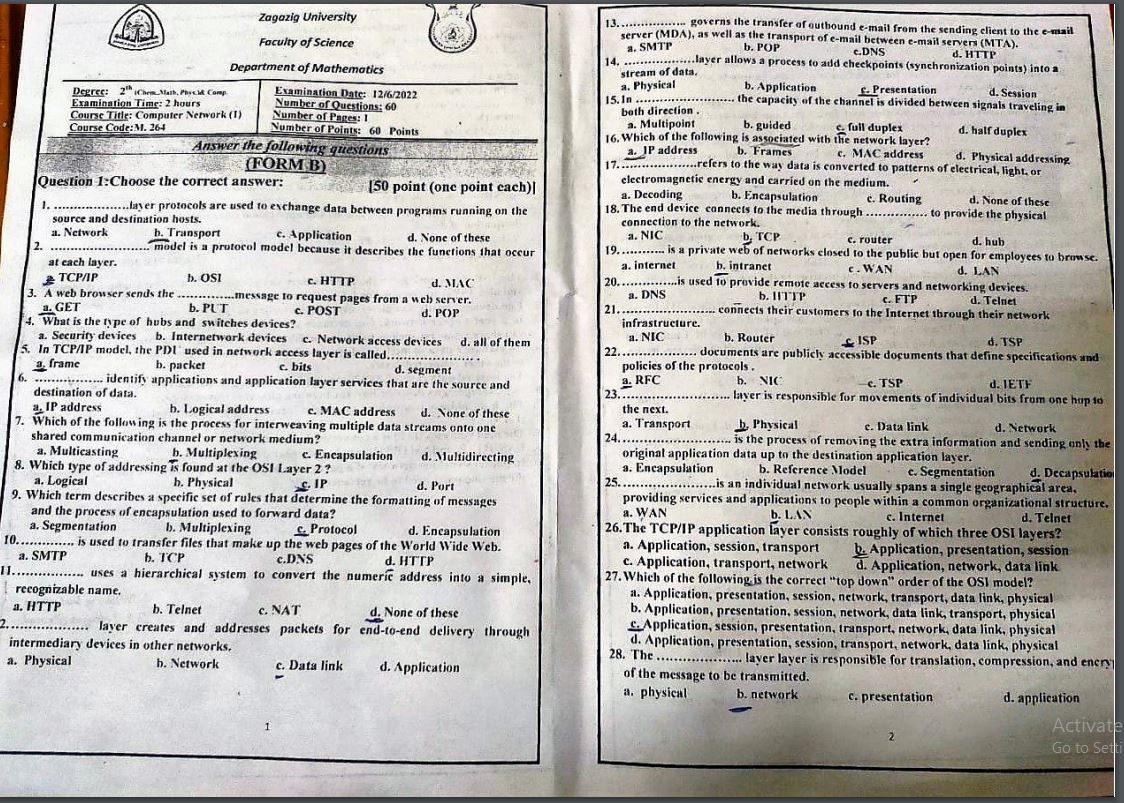 Zagazig University
Faculty of Science
Department of Mathematics
Degree: 2th (Chem.,Math, Phys.)& Comp.
Examination Time: 2 hours
Course Title: Computer Network (1)
Course Code:M. 264
Examination Date: 12/6/2022
Number of Questions: 60
Number of Pages: 1
Number of Points: 60 Points
Answer the following questions
(FORM B)
Question 1:Choose the correct answer: [50 point (one point each)]
1. ................layer protocols are used to exchange data between programs running on the
source and destination hosts.
a. Network b. Transport c. Application d. None of these
2. ........................ model is a protocol model because it describes the functions that occur
at each layer.
a. TCP/IP b. OSI c. HTTP d. MAC
3. A web browser sends the ..............message to request pages from a web server.
a. GET b. PUT c. POST d. POP
4. What is the type of hubs and switches devices?
a. Security devices b. Internetwork devices c. Network access devices d. all of them
5. In TCP/IP model, the PDU used in network access layer is called......................
a. frame b. packet c. bits d. segment
6. ................ identify applications and application layer services that are the source and
destination of data.
a. IP address b. Logical address c. MAC address d. None of these
7. Which of the following is the process for interweaving multiple data streams onto one
shared communication channel or network medium?
a. Multicasting b. Multiplexing c. Encapsulation d. Multidirecting
8. Which type of addressing is found at the OSI Layer 2 ?
a. Logical b. Physical c. IP d. Port
9. Which term describes a specific set of rules that determine the formatting of messages
and the process of encapsulation used to forward data?
a. Segmentation b. Multiplexing c. Protocol d. Encapsulation
10.............. is used to transfer files that make up the web pages of the World Wide Web.
a. SMTP b. TCP c.DNS d. HTTP
11.................. uses a hierarchical system to convert the numeric address into a simple,
recognizable name.
a. HTTP b. Telnet c. NAT d. None of these
2.................... layer creates and addresses packets for end-to-end delivery through
intermediary devices in other networks.
a. Physical b. Network c. Data link d. Application
1
13................. governs the transfer of outbound e-mail from the sending client to the e-mail
server (MDA), as well as the transport of e-mail between e-mail servers (MTA).
a. SMTP b. POP c.DNS d. HTTP
14. ..................layer allows a process to add checkpoints (synchronization points) into a
stream of data.
a. Physical b. Application c. Presentation d. Session
15. In ........................ the capacity of the channel is divided between signals traveling in
both direction .
a. Multipoint b. guided c. full duplex d. half duplex
16. Which of the following is associated with the network layer?
a. IP address b. Frames c. MAC address d. Physical addressing
17. ..................refers to the way data is converted to patterns of electrical, light, or
electromagnetic energy and carried on the medium.
a. Decoding b. Encapsulation c. Routing d. None of these
18. The end device connects to the media through ............... to provide the physical
connection to the network.
a. NIC b. TCP c. router d. hub
19. ........... is a private web of networks closed to the public but open for employees to browse.
a. internet b. intranet c . WAN d. LAN
20. ..............is used to provide remote access to servers and networking devices.
a. DNS b. HTTP c. FTP d. Telnet
21. ....................... connects their customers to the Internet through their network
infrastructure.
a. NIC b. Router c. ISP d. TSP
22. .................. documents are publicly accessible documents that define specifications and
policies of the protocols .
a. RFC b. NIC c. TSP d. IETF
23. ............................ layer is responsible for movements of individual bits from one hop to
the next.
a. Transport b. Physical c. Data link d. Network
24. ............................ is the process of removing the extra information and sending only the
original application data up to the destination application layer.
a. Encapsulation b. Reference Model c. Segmentation d. Decapsulatio
25. .......................is an individual network usually spans a single geographical area,
providing services and applications to people within a common organizational structure.
a. WAN b. LAN c. Internet d. Telnet
26. The TCP/IP application layer consists roughly of which three OSI layers?
a. Application, session, transport b. Application, presentation, session
c. Application, transport, network d. Application, network, data link
27. Which of the following is the correct “top down” order of the OSI model?
a. Application, presentation, session, network, transport, data link, physical
b. Application, presentation, session, network, data link, transport, physical
c. Application, session, presentation, transport, network, data link, physical
d. Application, presentation, session, transport, network, data link, physical
28. The .................... layer layer is responsible for translation, compression, and encry
of the message to be transmitted.
a. physical b. network c. presentation d. application
2
Activate
Go to Setti